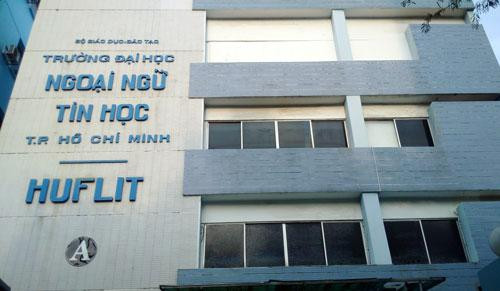 BỘ GIÁO DỤC-ĐÀO TẠO
TRƯỜNG ĐẠI HỌC
NGOẠI NGỮ
TIN HỌC
T.P. HỒ CHÍ MINH
HUFLIT
A